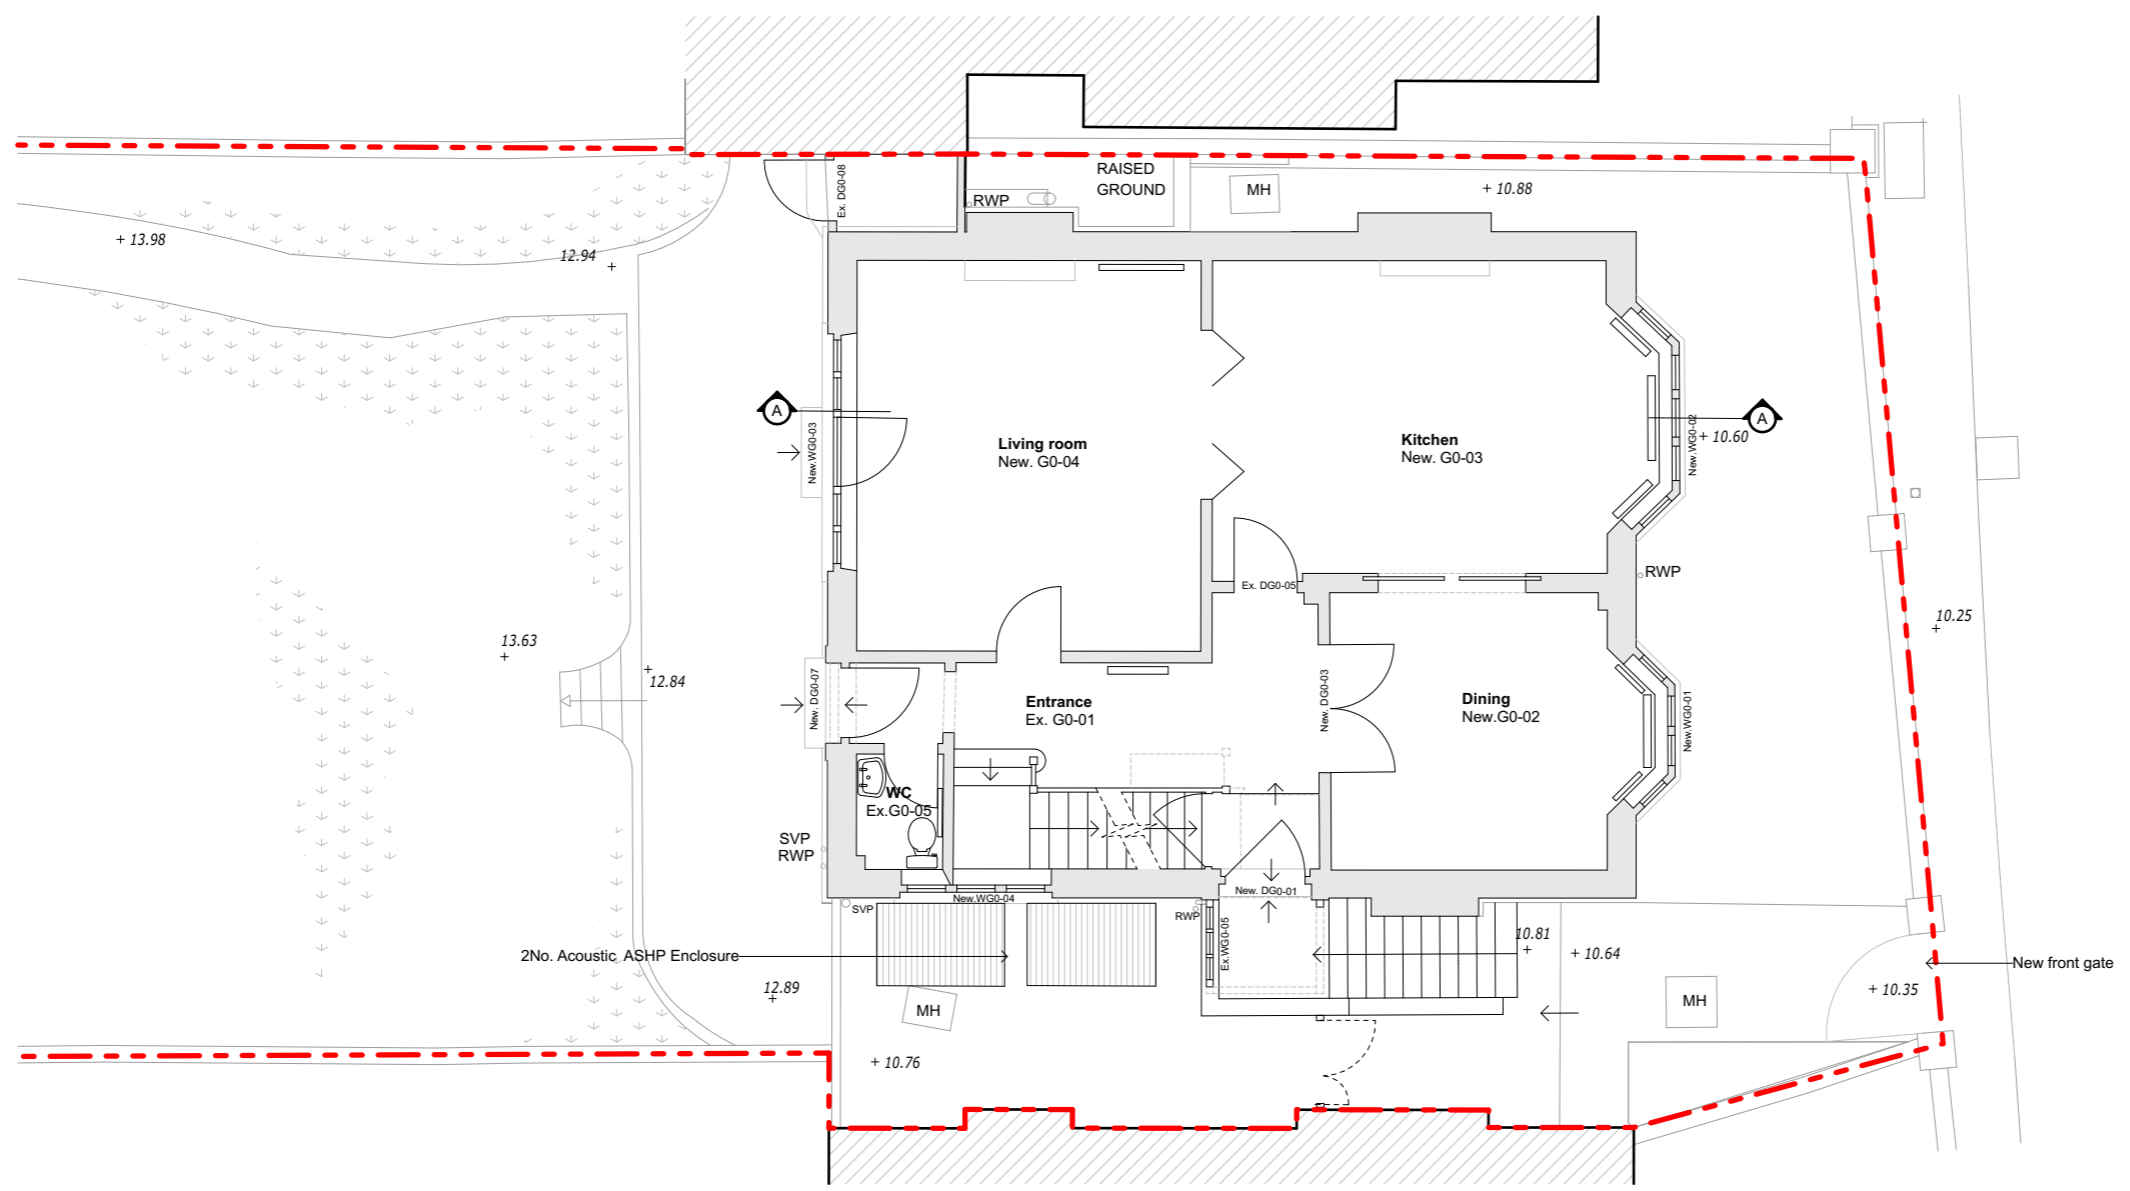 RAISED
GROUND
Ex. DG0-08
RWP
MH
+ 10.88
+ 13.98
12.94
A
A
New.WG0-03
Living room
New. G0-04
Kitchen
New. G0-03
New.WG0-02
+ 10.60
RWP
Ex. DG0-05
10.25
13.63
12.84
New. DG0-07
Entrance
Ex. G0-01
New. DG0-03
Dining
New.G0-02
New.WG0-01
WC
Ex.G0-05
SVP
RWP
New. DG0-01
New.WG0-04
SVP
RWP
Ex.WG0-05
10.81
+ 10.64
2No. Acoustic ASHP Enclosure
New front gate
12.89
+ 10.35
MH
MH
+ 10.76